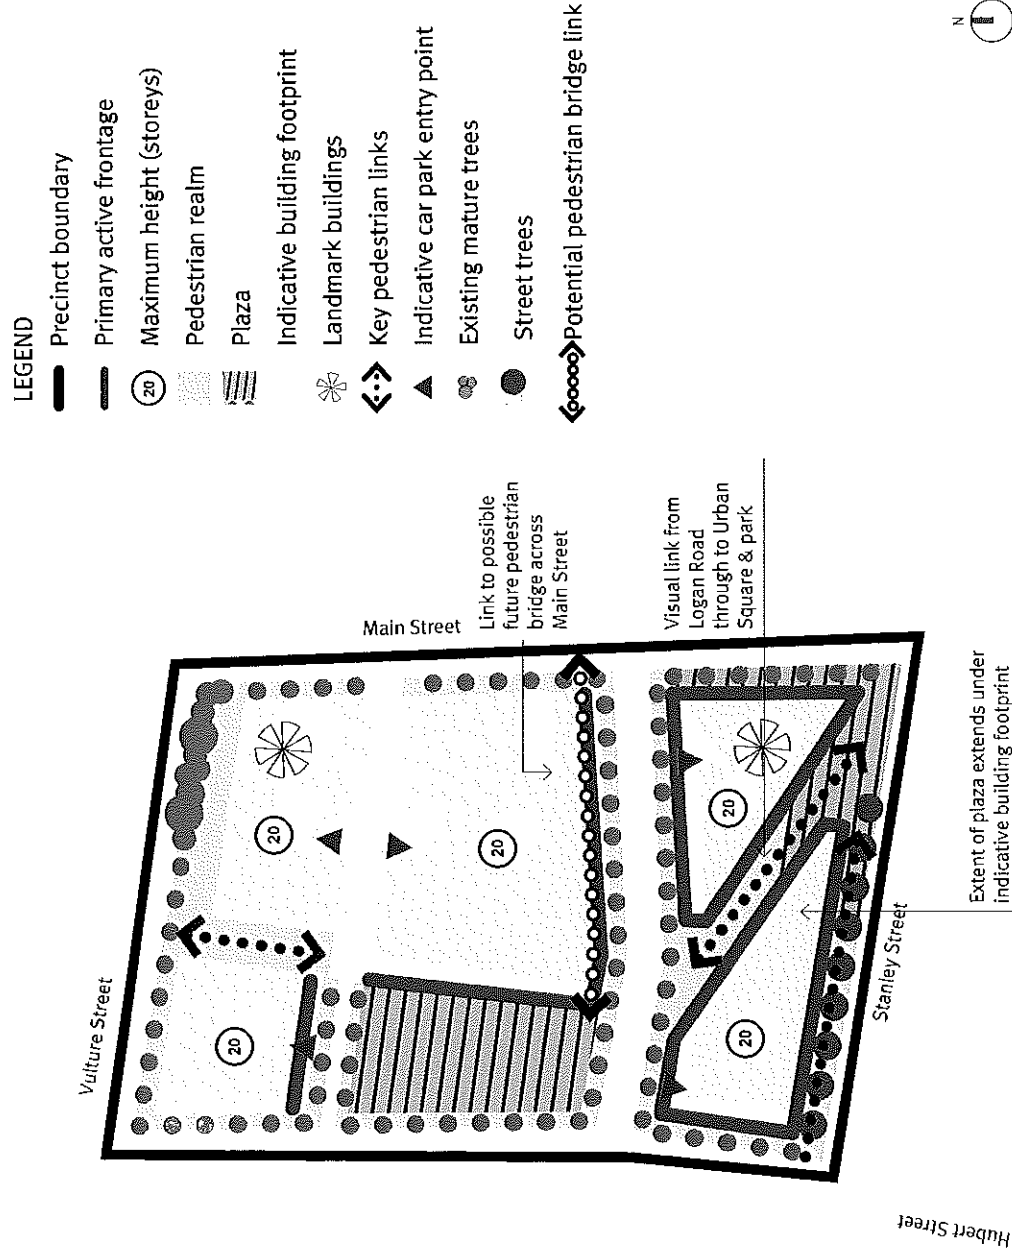 LEGEND
Precinct boundary
Primary active frontage
20 Maximum height (storeys)
Pedestrian realm
Plaza
Indicative building footprint
Landmark buildings
Key pedestrian links
Indicative car park entry point
Existing mature trees
Street trees
Potential pedestrian bridge link
N
Vulture Street
Main Street
Link to possible
future pedestrian
bridge across
Main Street
Visual link from
Logan Road
through to Urban
Square & park
Extent of plaza extends under
indicative building footprint
Stanley Street
Hubert Street
20
20
20
20
20